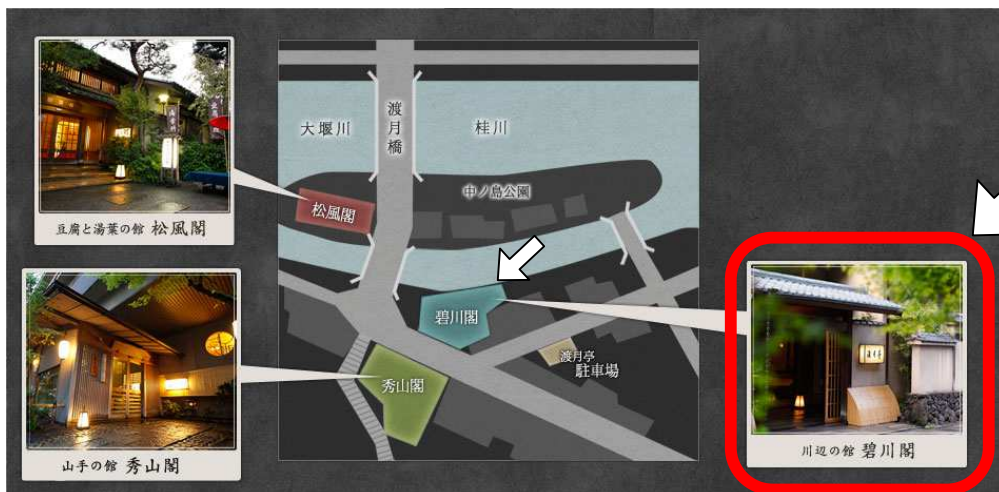 大堰川
渡月橋
桂川
中ノ島公園
松風閣
豆腐と湯葉の館 松風閣
碧川閣
渡月亭
駐車場
秀山閣
山手の館 秀山閣
川辺の館 碧川閣